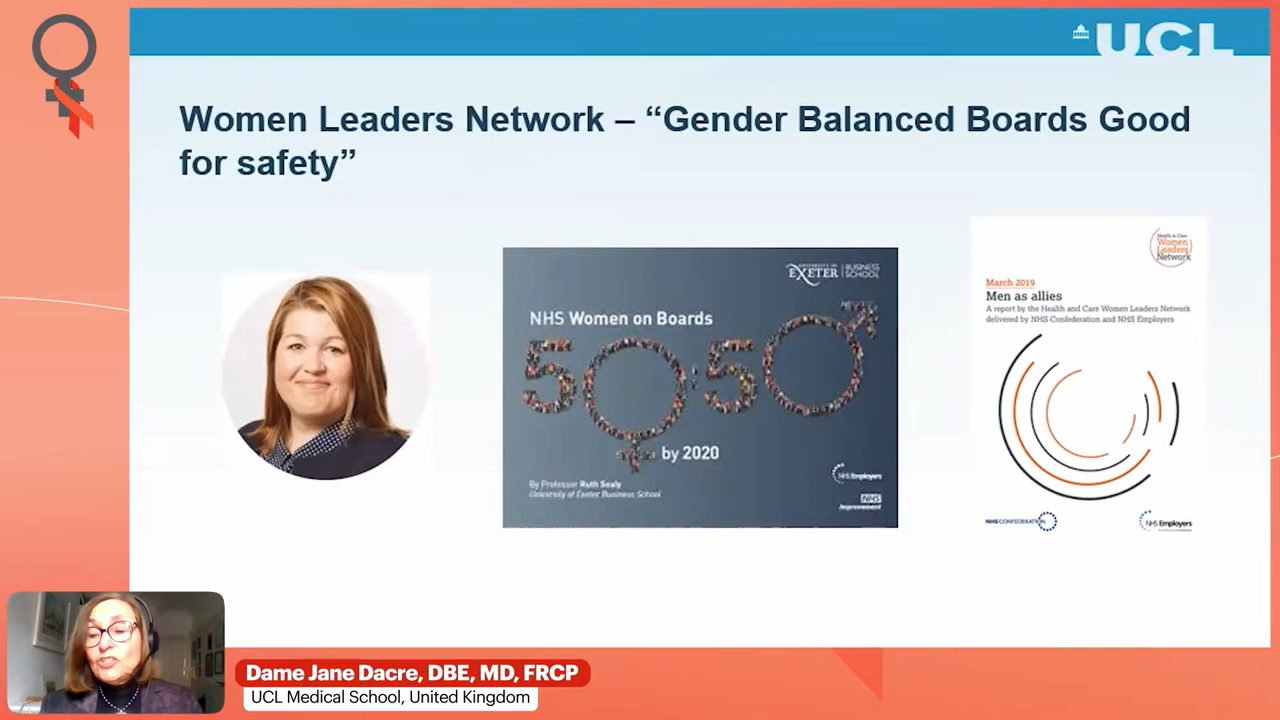 UCL
Women Leaders Network – “Gender Balanced Boards Good
for safety”
UNIVERSITY OF
EXETER
BUSINESS
SCHOOL
NHS Women on Boards
50:50
by 2020
By Professor Ruth Sealy
University of Exeter Business School
NHS Employers
NHS
Improvement
Health & Care
Women
Leaders
Network
March 2019
Men as allies
A report by the Health and Care Women Leaders Network
delivered by NHS Confederation and NHS Employers
NHS CONFEDERATION
NHS Employers
Dame Jane Dacre, DBE, MD, FRCP
UCL Medical School, United Kingdom